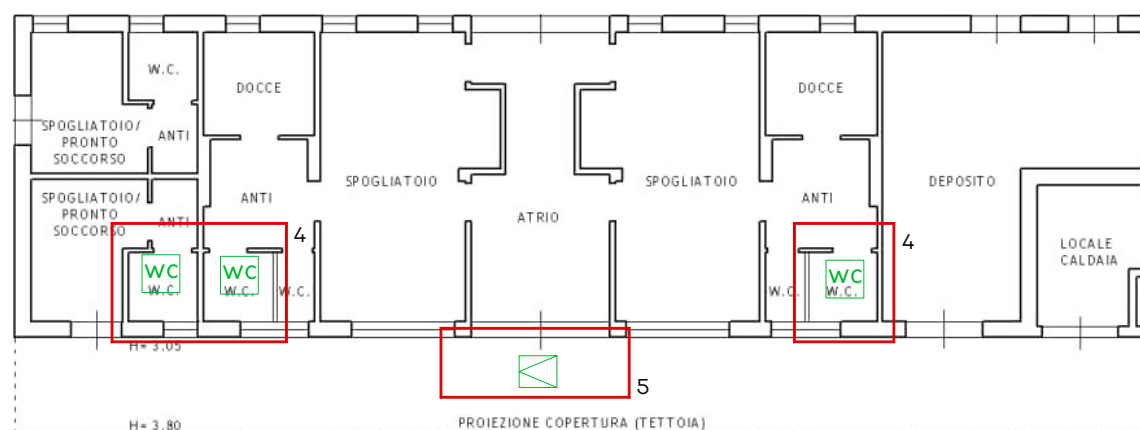 W.C.
DOCCE
DOCCE
SPOGLIATOIO/
PRONTO
SOCCORSO
ANTI
SPOGLIATOIO
SPOGLIATOIO
DEPOSITO
SPOGLIATOIO/
PRONTO
SOCCORSO
ANTI
ANTI
ATRIO
ANTI
4
4
LOCALE
CALDAIA
WC
W.C.
WC
W.C.
W.C.
W.C.
WC
W.C.
H= 3.05
5
H= 3.80
PROIEZIONE COPERTURA (TETTOIA)